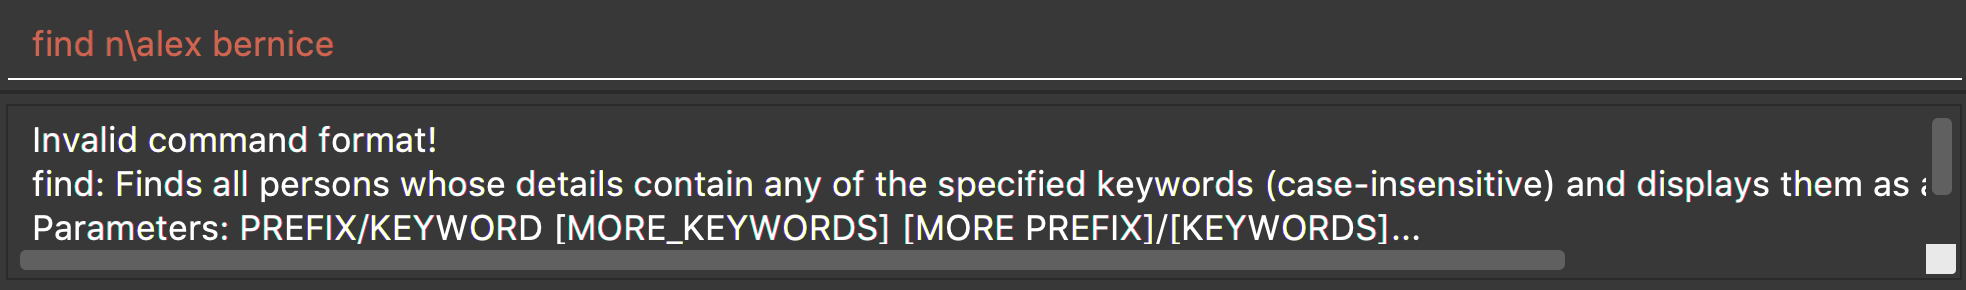 find n\alex bernice
Invalid command format!
find: Finds all persons whose details contain any of the specified keywords (case-insensitive) and displays them as
Parameters: PREFIX/KEYWORD [MORE_KEYWORDS] [MORE PREFIX]/[KEYWORDS]...